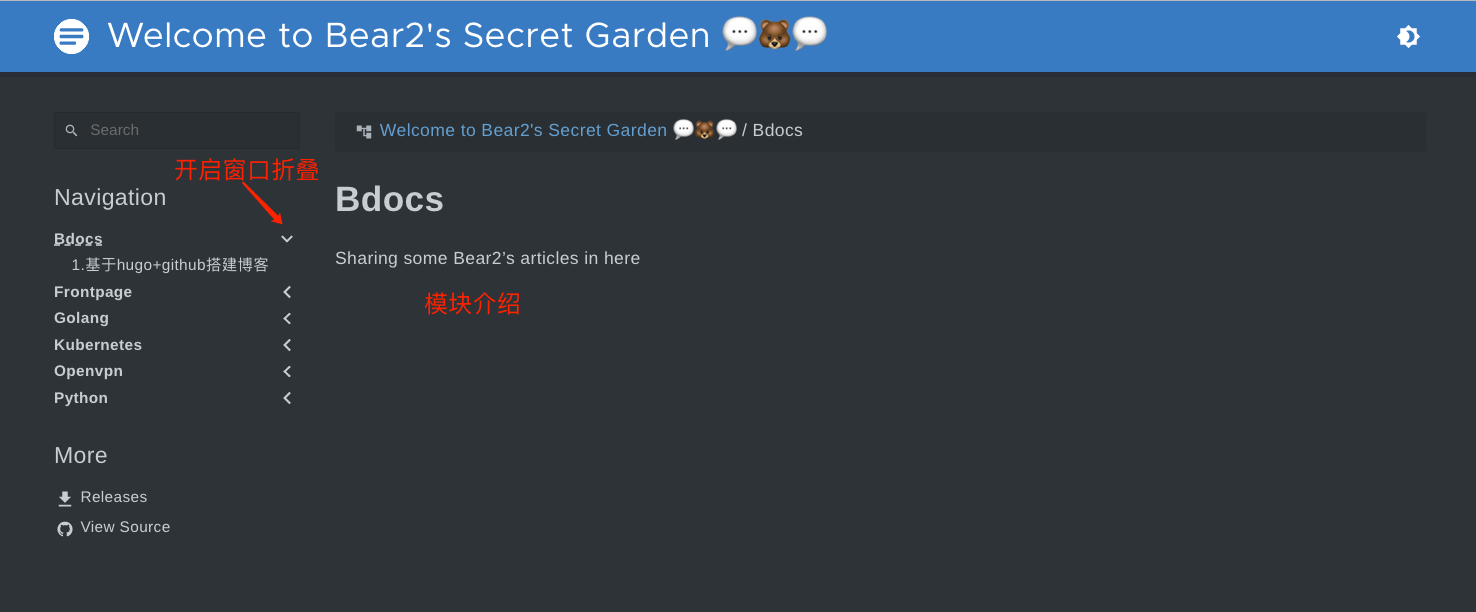 Welcome to Bear2's Secret Garden 💬🐻💬
Search
Welcome to Bear2's Secret Garden 💬🐻💬 / Bdocs
开启窗口折叠
Navigation
Bdocs
1.基于hugo+github搭建博客
Frontpage
Golang
Kubernetes
Openvpn
Python
More
Releases
View Source
Bdocs
Sharing some Bear2’s articles in here
模块介绍